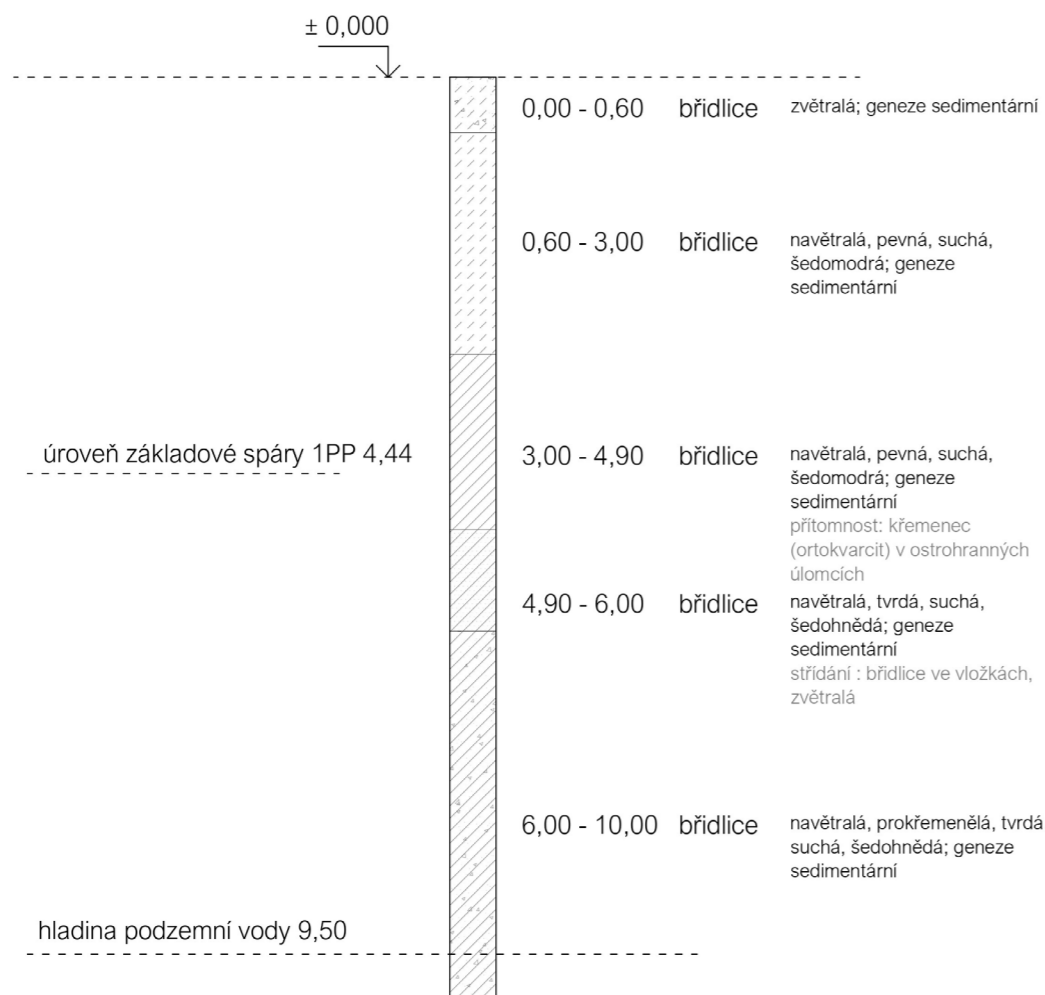 ± 0,000
0,00 - 0,60 břidlice zvětralá; geneze sedimentární
0,60 - 3,00 břidlice navětralá, pevná, suchá,
šedomodrá; geneze
sedimentární
úroveň základové spáry 1PP 4,44
3,00 - 4,90 břidlice navětralá, pevná, suchá,
šedomodrá; geneze
sedimentární
přítomnost: křemenec
(ortokvarcit) v ostrohranných
úlomcích
4,90 - 6,00 břidlice navětralá, tvrdá, suchá,
šedohnědá; geneze
sedimentární
střídání : břidlice ve vložkách,
zvětralá
6,00 - 10,00 břidlice navětralá, prokřemenělá, tvrdá
suchá, šedohnědá; geneze
sedimentární
hladina podzemní vody 9,50